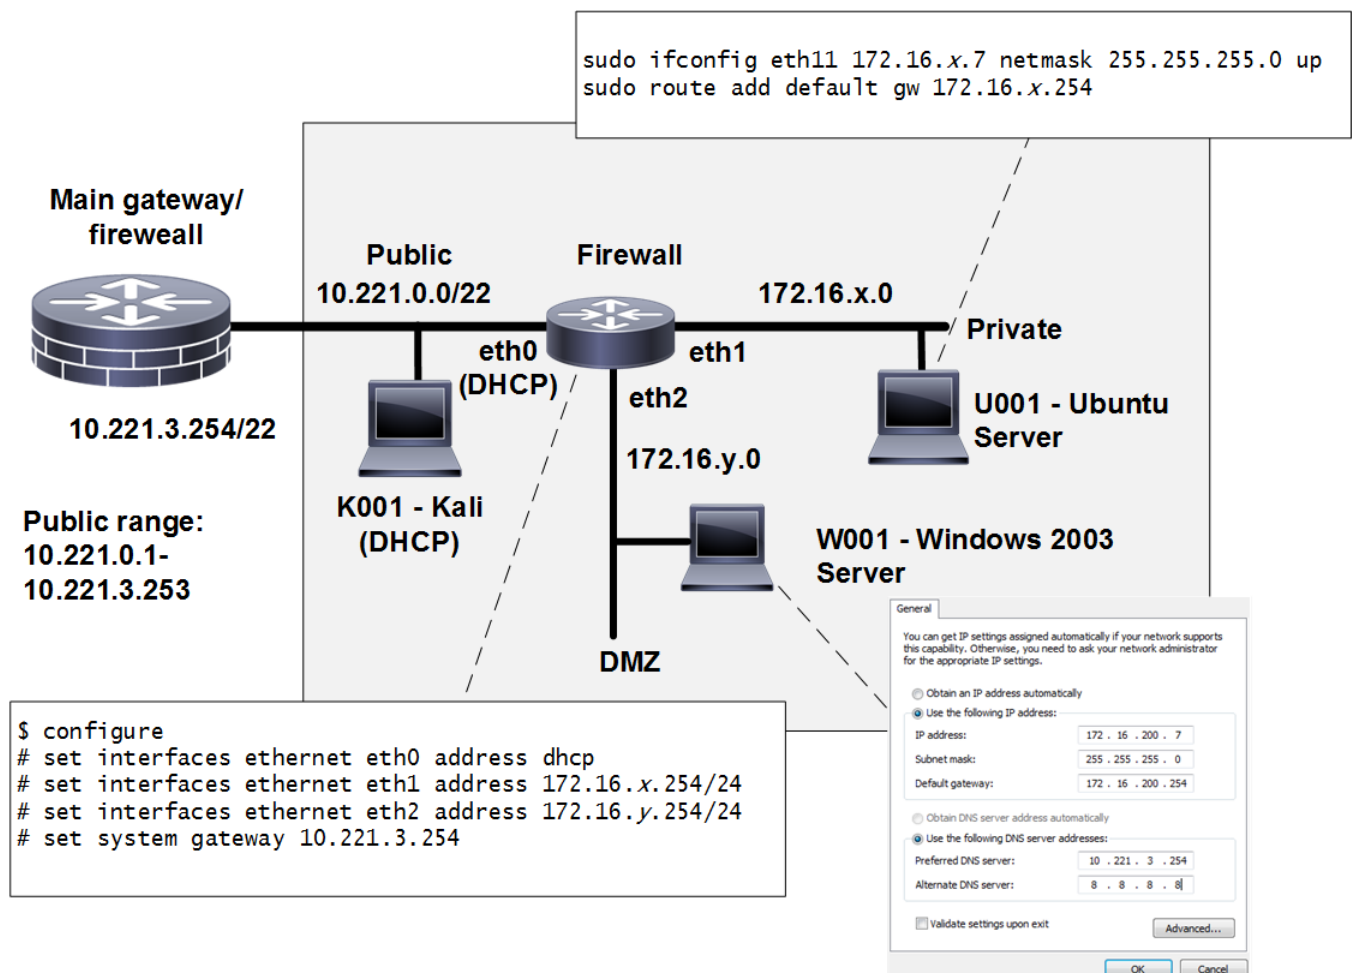 sudo ifconfig eth11 172.16.x.7 netmask 255.255.255.0 up
sudo route add default gw 172.16.x.254
Main gateway/
fireweall
Public
10.221.0.0/22
Firewall
172.16.x.0
Private
eth0
(DHCP)
eth1
eth2
10.221.3.254/22
U001 - Ubuntu
Server
172.16.y.0
K001 - Kali
(DHCP)
Public range:
10.221.0.1-
10.221.3.253
W001 - Windows 2003
Server
DMZ
$ configure
# set interfaces ethernet eth0 address dhcp
# set interfaces ethernet eth1 address 172.16.x.254/24
# set interfaces ethernet eth2 address 172.16.y.254/24
# set system gateway 10.221.3.254
General
You can get IP settings assigned automatically if your network supports
this capability. Otherwise, you need to ask your network administrator
for the appropriate IP settings.
Obtain an IP address automatically
Use the following IP address:
IP address: 172 . 16 . 200 . 7
Subnet mask: 255 . 255 . 255 . 0
Default gateway: 172 . 16 . 200 . 254
Obtain DNS server address automatically
Use the following DNS server addresses:
Preferred DNS server: 10 . 221 . 3 . 254
Alternate DNS server: 8 . 8 . 8 . 8
Validate settings upon exit
Advanced...
OK Cancel